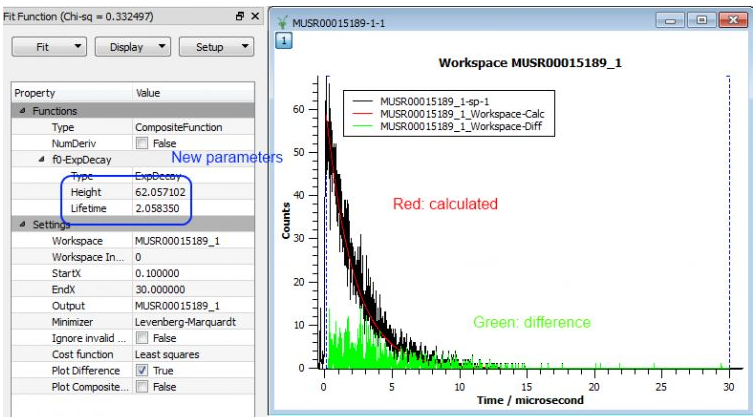 Fit Function (Chi-sq = 0.332497)
Fit Display Setup
Property Value
Functions
Type CompositeFunction
NumDeriv False
f0-ExpDecay
New parameters
Type ExpDecay
Height 62.057102
Lifetime 2.058350
Settings
Workspace MUSR00015189_1
Workspace In... 0
StartX 0.100000
EndX 30.000000
Output MUSR00015189_1
Minimizer Levenberg-Marquardt
Ignore invalid ... False
Cost function Least squares
Plot Difference True
Plot Composite... False
MUSR00015189-1-1
1
Workspace MUSR00015189_1
MUSR00015189_1-sp-1
MUSR00015189_1_Workspace-Calc
MUSR00015189_1_Workspace-Diff
Red: calculated
Green: difference
Counts
60
40
30
20
10
0
0 5 10 15 20 25 30
Time / microsecond